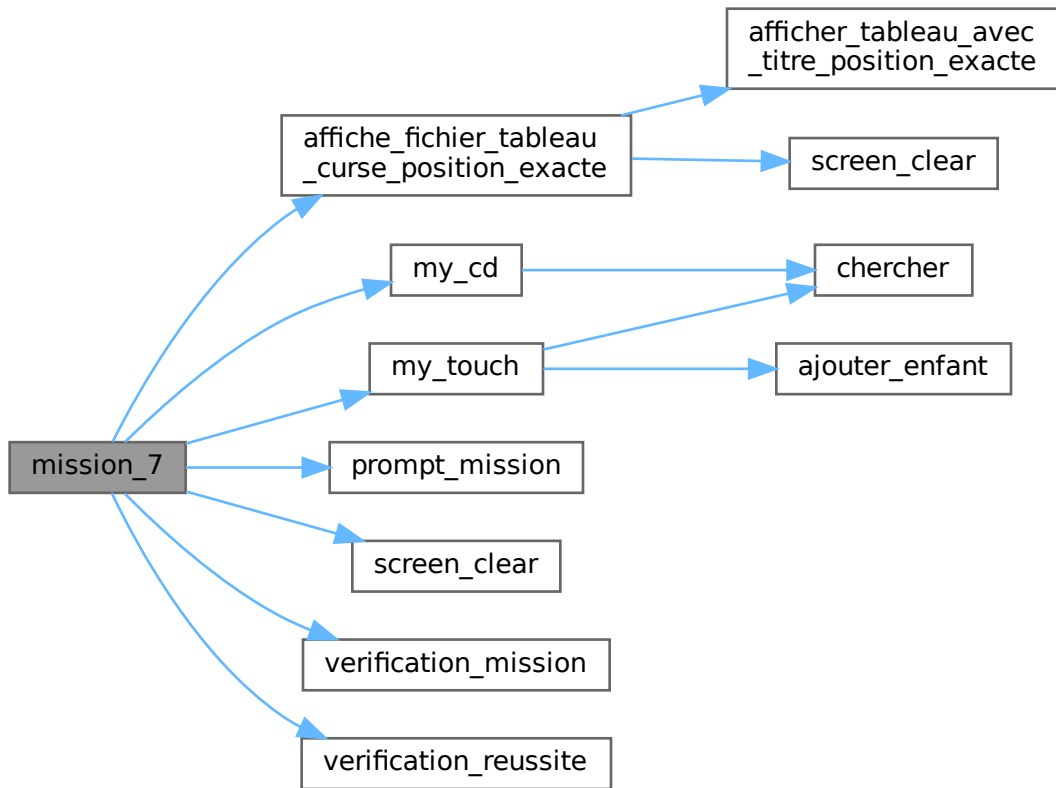 afficher_tableau_avec
_titre_position_exacte
affiche_fichier_tableau
_curse_position_exacte
screen_clear
my_cd
chercher
my_touch
ajouter_enfant
mission_7
prompt_mission
screen_clear
verification_mission
verification_reussite